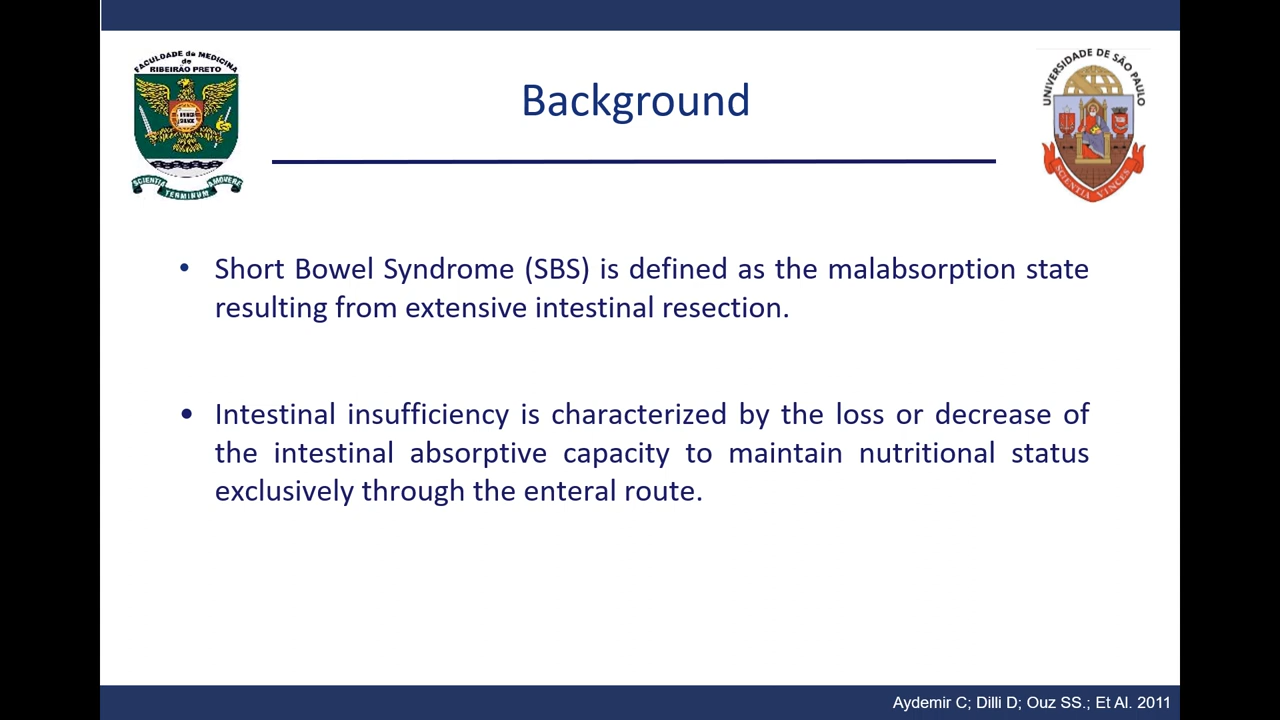 FACULDADE de MEDICINA
de
RIBEIRÃO PRETO
SCIENTIA
TERMINUM
AMOVERE
UNIVERSIDADE DE SÃO PAULO
SCIENTIA VINCES
Background
• Short Bowel Syndrome (SBS) is defined as the malabsorption state
resulting from extensive intestinal resection.
• Intestinal insufficiency is characterized by the loss or decrease of
the intestinal absorptive capacity to maintain nutritional status
exclusively through the enteral route.
Aydemir C; Dilli D; Ouz SS.; Et Al. 2011